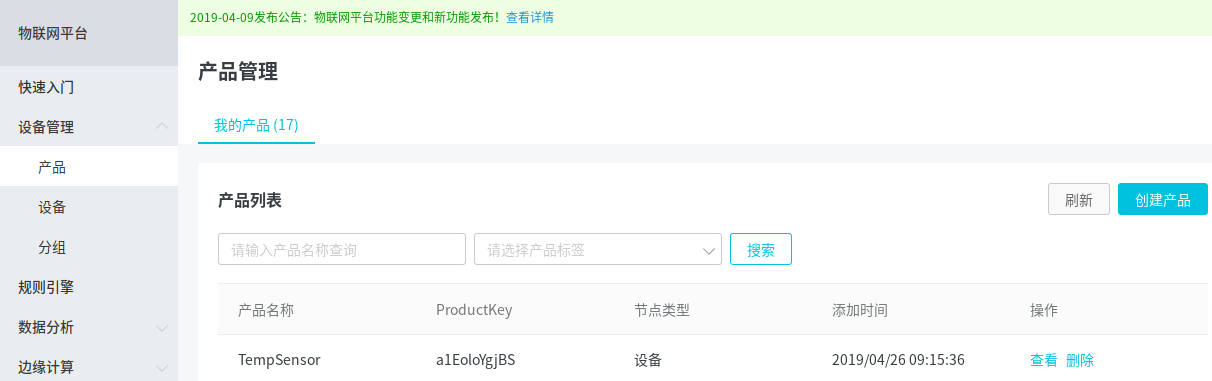 物联网平台
快速入门
设备管理
产品
设备
分组
规则引擎
数据分析
边缘计算
2019-04-09发布公告：物联网平台功能变更和新功能发布！查看详情
产品管理
我的产品 (17)
产品列表
刷新 创建产品
请输入产品名称查询 请选择产品标签 搜索
产品名称 ProductKey 节点类型 添加时间 操作
TempSensor a1EoloYgjBS 设备 2019/04/26 09:15:36 查看 删除